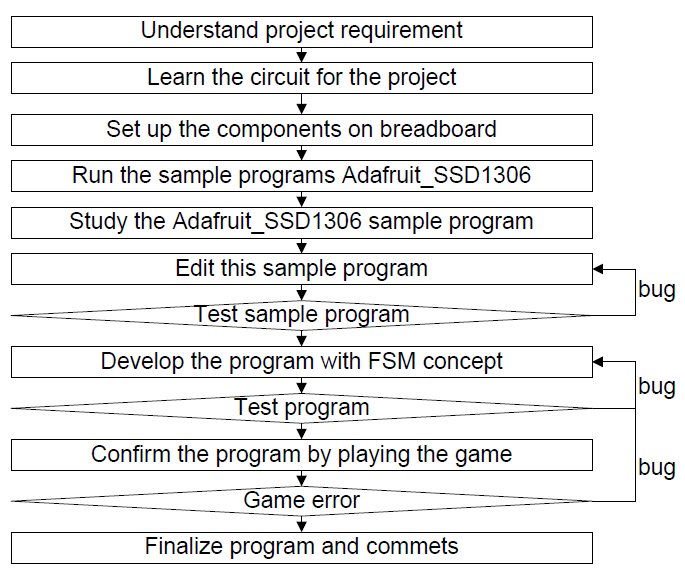 Understand project requirement
Learn the circuit for the project
Set up the components on breadboard
Run the sample programs Adafruit_SSD1306
Study the Adafruit_SSD1306 sample program
Edit this sample program
bug
Test sample program
Develop the program with FSM concept
bug
Test program
Confirm the program by playing the game
bug
Game error
Finalize program and commets